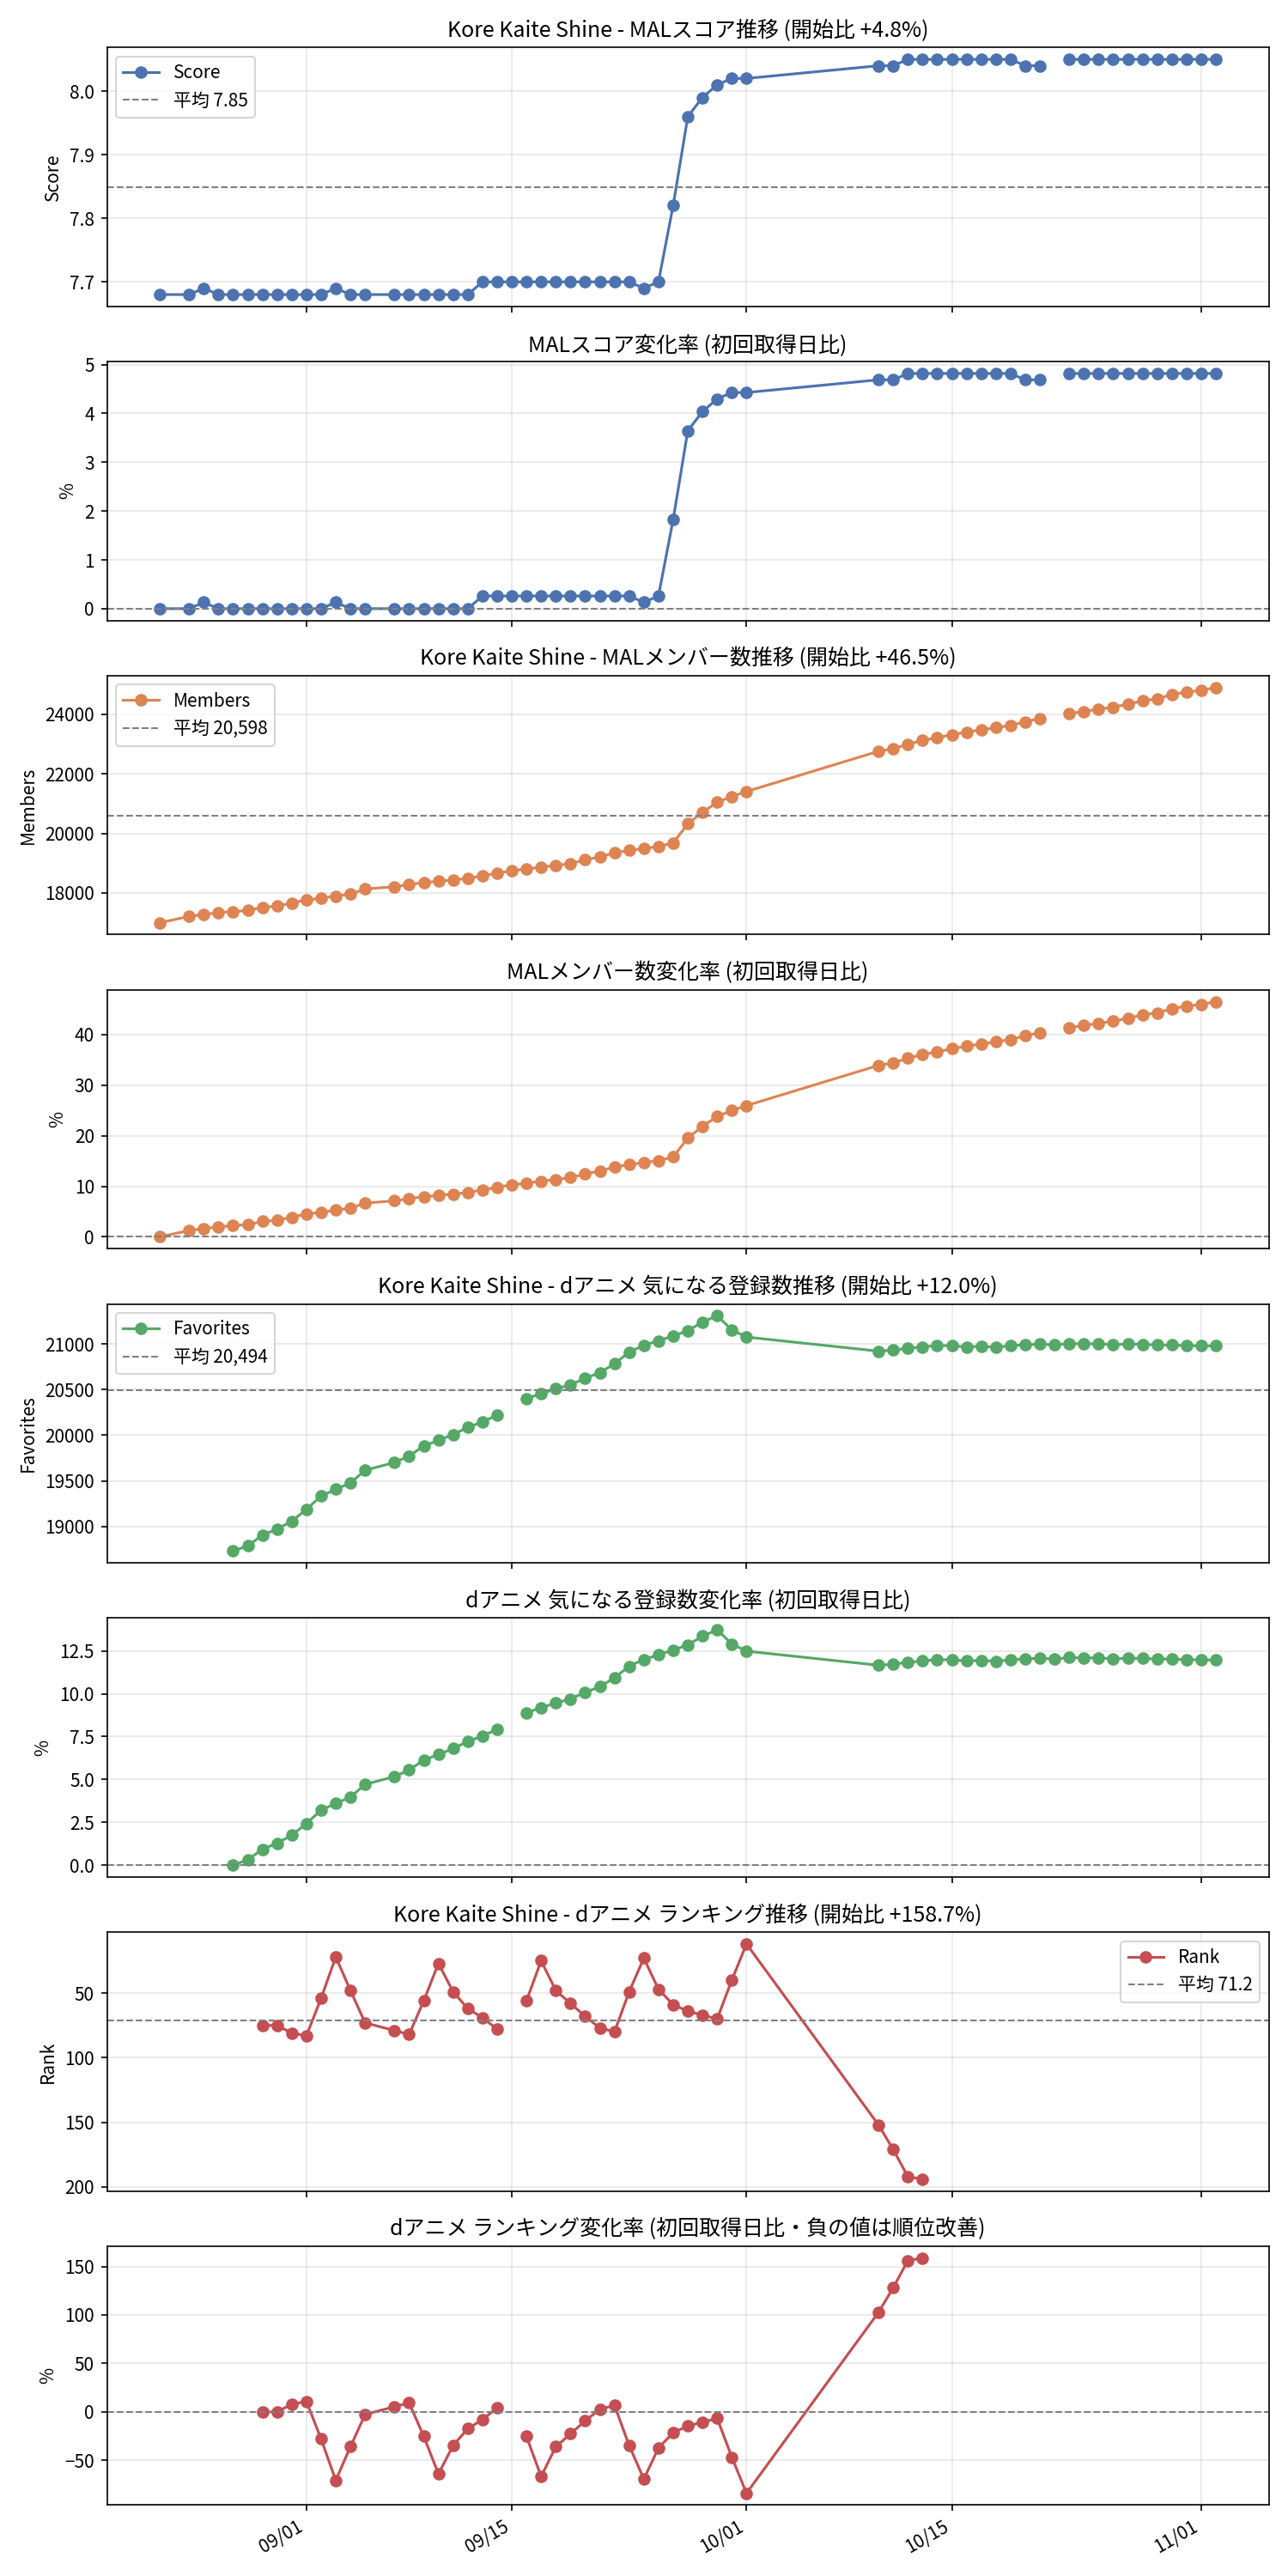 Kore Kaite Shine - MALスコア推移 (開始比 +4.8%)
Score
平均 7.85
Score
8.0
7.9
7.8
7.7
MALスコア変化率 (初回取得日比)
%
5
4
3
2
1
0
Kore Kaite Shine - MALメンバー数推移 (開始比 +46.5%)
Members
平均 20,598
Members
24000
22000
20000
18000
MALメンバー数変化率 (初回取得日比)
%
40
30
20
10
0
Kore Kaite Shine - dアニメ 気になる登録数推移 (開始比 +12.0%)
Favorites
平均 20,494
Favorites
21000
20500
20000
19500
19000
dアニメ 気になる登録数変化率 (初回取得日比)
%
12.5
10.0
7.5
5.0
2.5
0.0
Kore Kaite Shine - dアニメ ランキング推移 (開始比 +158.7%)
Rank
平均 71.2
Rank
50
100
150
200
dアニメ ランキング変化率 (初回取得日比・負の値は順位改善)
%
150
100
50
0
−50
09/01
09/15
10/01
10/15
11/01